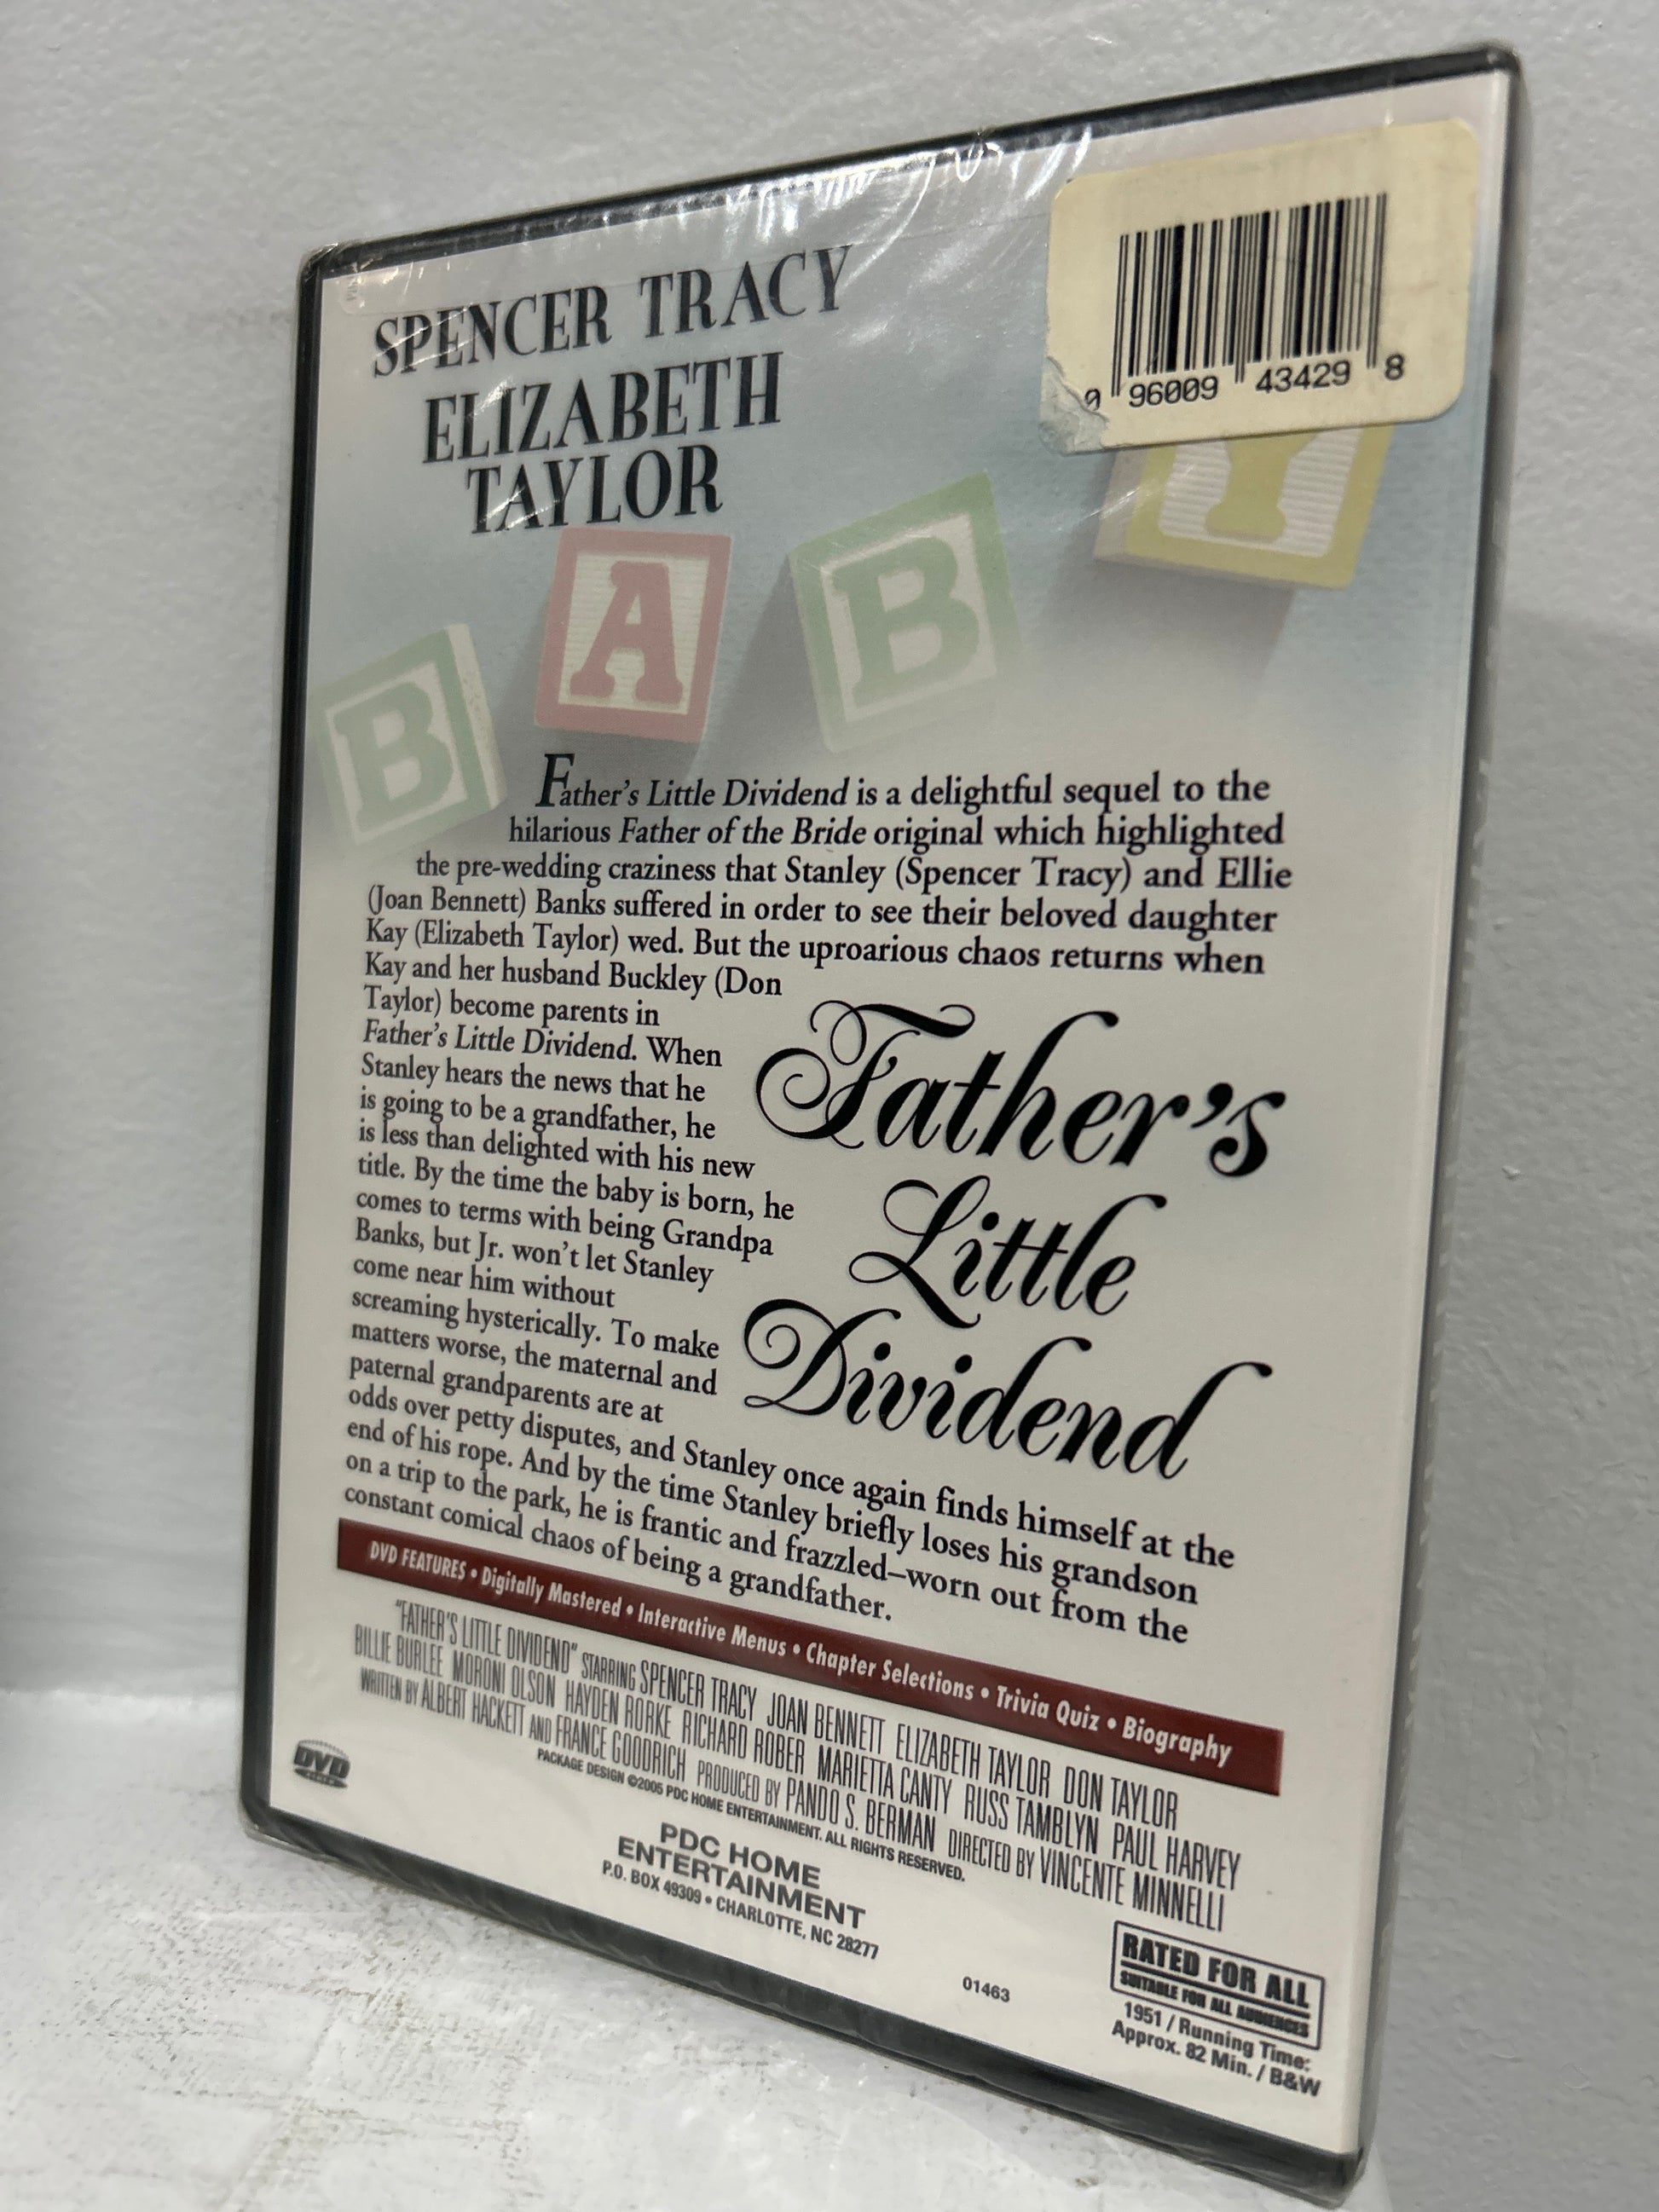 SPENCER TRACY
ELIZABETH
TAYLOR
96009 43429 8
B A B Y
Father's Little Dividend is a delightful sequel to the
hilarious Father of the Bride original which highlighted
the pre-wedding craziness that Stanley (Spencer Tracy) and Ellie
(Joan Bennett) Banks suffered in order to see their beloved daughter
Kay (Elizabeth Taylor) wed. But the uproarious chaos returns when
Kay and her husband Buckley (Don
Taylor) become parents in
Father's Little Dividend. When
Stanley hears the news that he
is going to be a grandfather, he
is less than delighted with his new
title. By the time the baby is born, he
comes to terms with being Grandpa
Banks, but Jr. won't let Stanley
come near him without
screaming hysterically. To make
matters worse, the maternal and
paternal grandparents are at
odds over petty disputes, and Stanley once again finds himself at the
end of his rope. And by the time Stanley briefly loses his grandson
on a trip to the park, he is frantic and frazzled–worn out from the
constant comical chaos of being a grandfather.
Father's
Little
Dividend
DVD FEATURES • Digitally Mastered • Interactive Menus • Chapter Selections • Trivia Quiz • Biography
"FATHER'S LITTLE DIVIDEND" STARRING SPENCER TRACY JOAN BENNETT ELIZABETH TAYLOR DON TAYLOR
BILLIE BURLEE MORONI OLSON HAYDEN RORKE RICHARD ROBER MARIETTA CANTY RUSS TAMBLYN PAUL HARVEY
WRITTEN BY ALBERT HACKETT AND FRANCE GOODRICH PRODUCED BY PANDO S. BERMAN DIRECTED BY VINCENTE MINNELLI
PACKAGE DESIGN ©2005 PDC HOME ENTERTAINMENT. ALL RIGHTS RESERVED.
DVD
VIDEO
PDC HOME
ENTERTAINMENT
P.O. BOX 49309 • CHARLOTTE, NC 28277
01463
RATED FOR ALL
SUITABLE FOR ALL AUDIENCES
1951 / Running Time:
Approx. 82 Min. / B&W